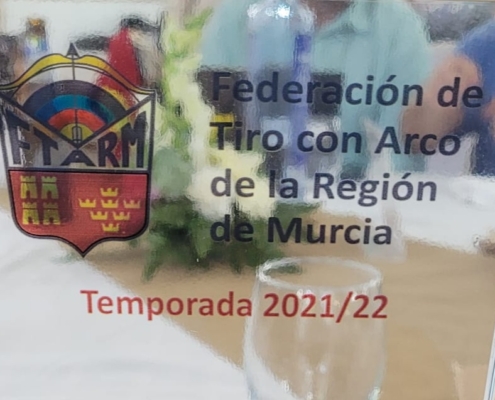 FTARM
Federación de
Tiro con Arco
de la Región
de Murcia
Temporada 2021/22